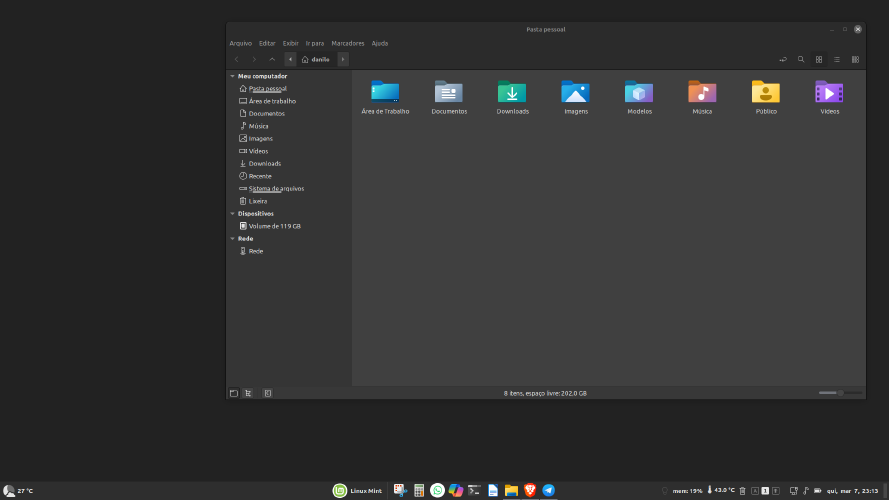 Pasta pessoal
Arquivo Editar Exibir Ir para Marcadores Ajuda
danilo
Meu computador
Pasta pessoal
Área de trabalho
Documentos
Música
Imagens
Vídeos
Downloads
Recente
Sistema de arquivos
Lixeira
Dispositivos
Volume de 119 GB
Rede
Rede
Área de Trabalho Documentos Downloads Imagens Modelos Música Público Vídeos
8 itens, espaço livre: 202,0 GB
27 °C Linux Mint mem: 19% 43.0 °C A 1 qui, mar 7, 23:13